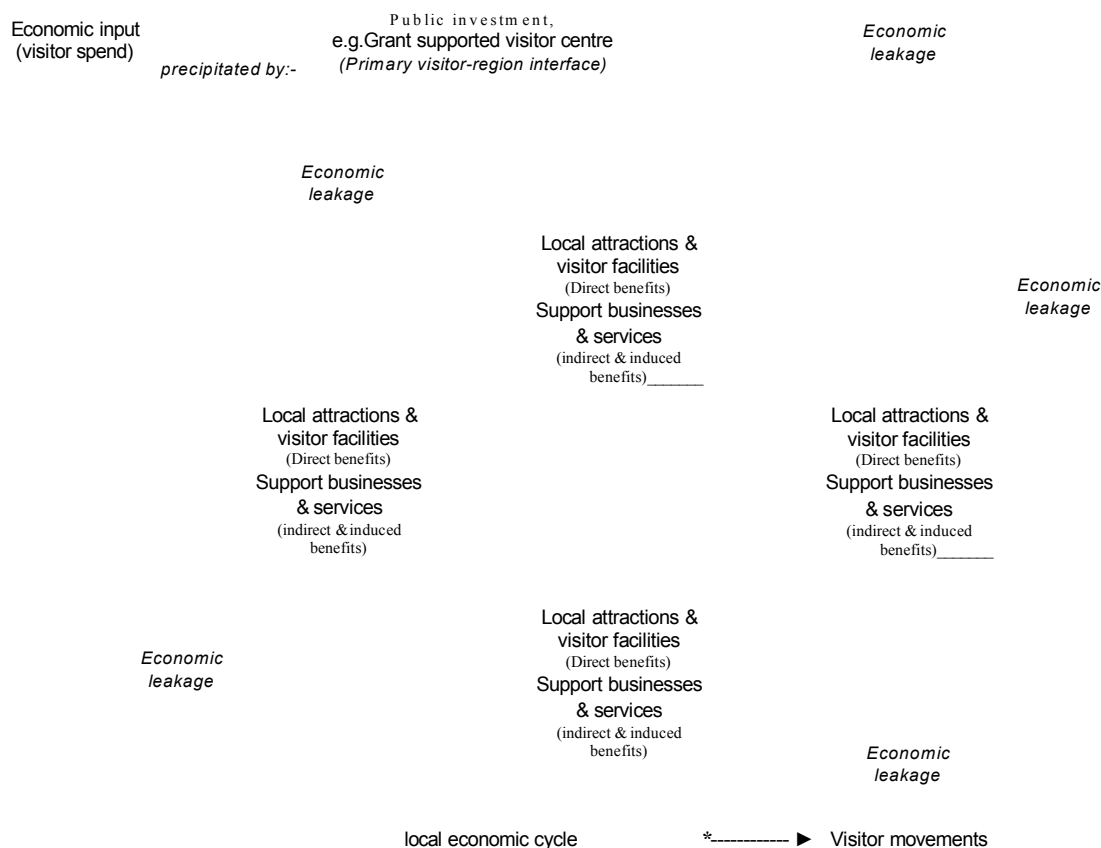 Economic input
(visitor spend)
precipitated by:-
Public investment,
e.g.Grant supported visitor centre
(Primary visitor-region interface)
Economic
leakage
Economic
leakage
Local attractions &
visitor facilities
(Direct benefits)
Support businesses
& services
(indirect & induced
benefits)_______
Economic
leakage
Local attractions &
visitor facilities
(Direct benefits)
Support businesses
& services
(indirect & induced
benefits)
Local attractions &
visitor facilities
(Direct benefits)
Support businesses
& services
(indirect & induced
benefits)_______
Local attractions &
visitor facilities
(Direct benefits)
Support businesses
& services
(indirect & induced
benefits)
Economic
leakage
Economic
leakage
local economic cycle
*------------ ► Visitor movements